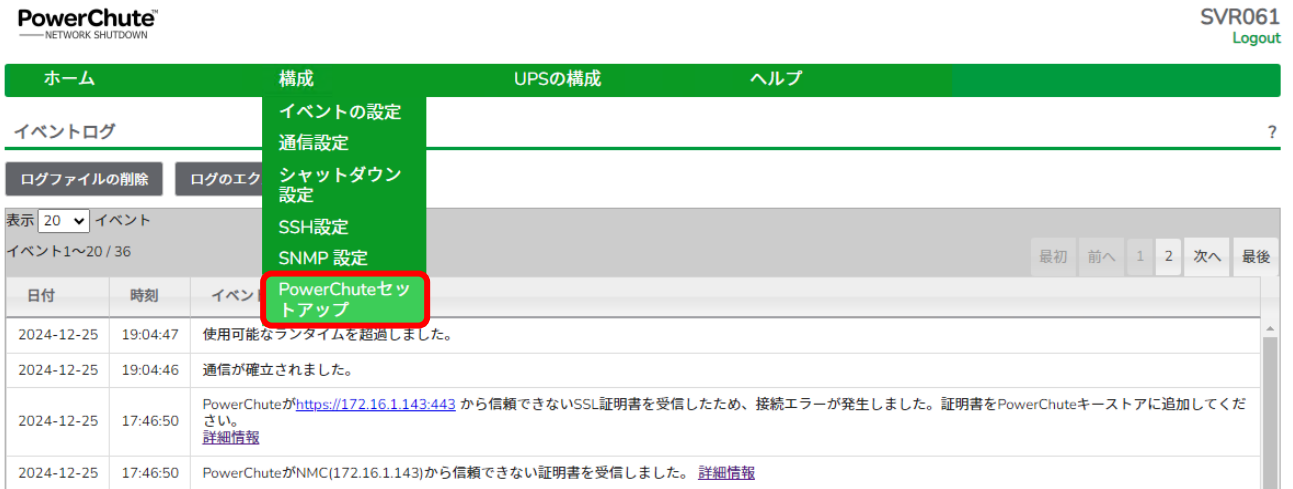 PowerChute™
NETWORK SHUTDOWN
SVR061
Logout
ホーム
構成
UPSの構成
ヘルプ
イベントの設定
通信設定
シャットダウン
設定
SSH設定
SNMP 設定
PowerChuteセッ
トアップ
イベントログ
?
ログファイルの削除
ログのエク
表示 20 イベント
イベント1～20 / 36
最初 前へ 1 2 次へ 最後
日付 時刻 イベン
2024-12-25 19:04:47 使用可能なランタイムを超過しました。
2024-12-25 19:04:46 通信が確立されました。
2024-12-25 17:46:50 PowerChuteがhttps://172.16.1.143:443 から信頼できないSSL証明書を受信したため、接続エラーが発生しました。証明書をPowerChuteキーストアに追加してくだ
さい。
詳細情報
2024-12-25 17:46:50 PowerChuteがNMC(172.16.1.143)から信頼できない証明書を受信しました。 詳細情報